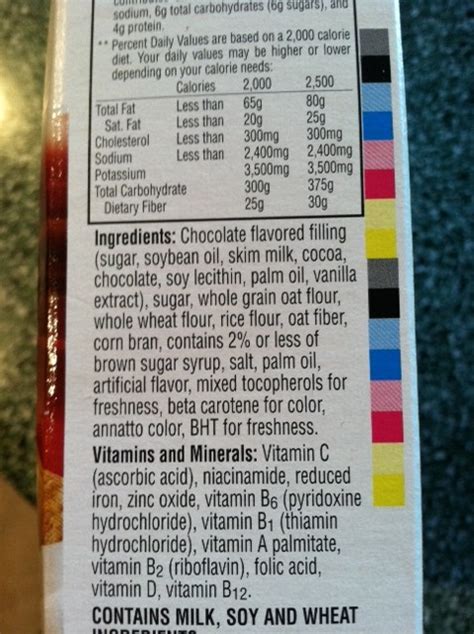 sodium, 6g total carbohydrates (6g sugars), and
4g protein.
** Percent Daily Values are based on a 2,000 calorie
diet. Your daily values may be higher or lower
depending on your calorie needs:
Calories 2,000 2,500
Total Fat Less than 65g 80g
Sat. Fat Less than 20g 25g
Cholesterol Less than 300mg 300mg
Sodium Less than 2,400mg 2,400mg
Potassium 3,500mg 3,500mg
Total Carbohydrate 300g 375g
Dietary Fiber 25g 30g
Ingredients: Chocolate flavored filling
(sugar, soybean oil, skim milk, cocoa,
chocolate, soy lecithin, palm oil, vanilla
extract), sugar, whole grain oat flour,
whole wheat flour, rice flour, oat fiber,
corn bran, contains 2% or less of
brown sugar syrup, salt, palm oil,
artificial flavor, mixed tocopherols for
freshness, beta carotene for color,
annatto color, BHT for freshness.
Vitamins and Minerals: Vitamin C
(ascorbic acid), niacinamide, reduced
iron, zinc oxide, vitamin B6 (pyridoxine
hydrochloride), vitamin B1 (thiamin
hydrochloride), vitamin A palmitate,
vitamin B2 (riboflavin), folic acid,
vitamin D, vitamin B12.
CONTAINS MILK, SOY AND WHEAT
INGREDIENTS